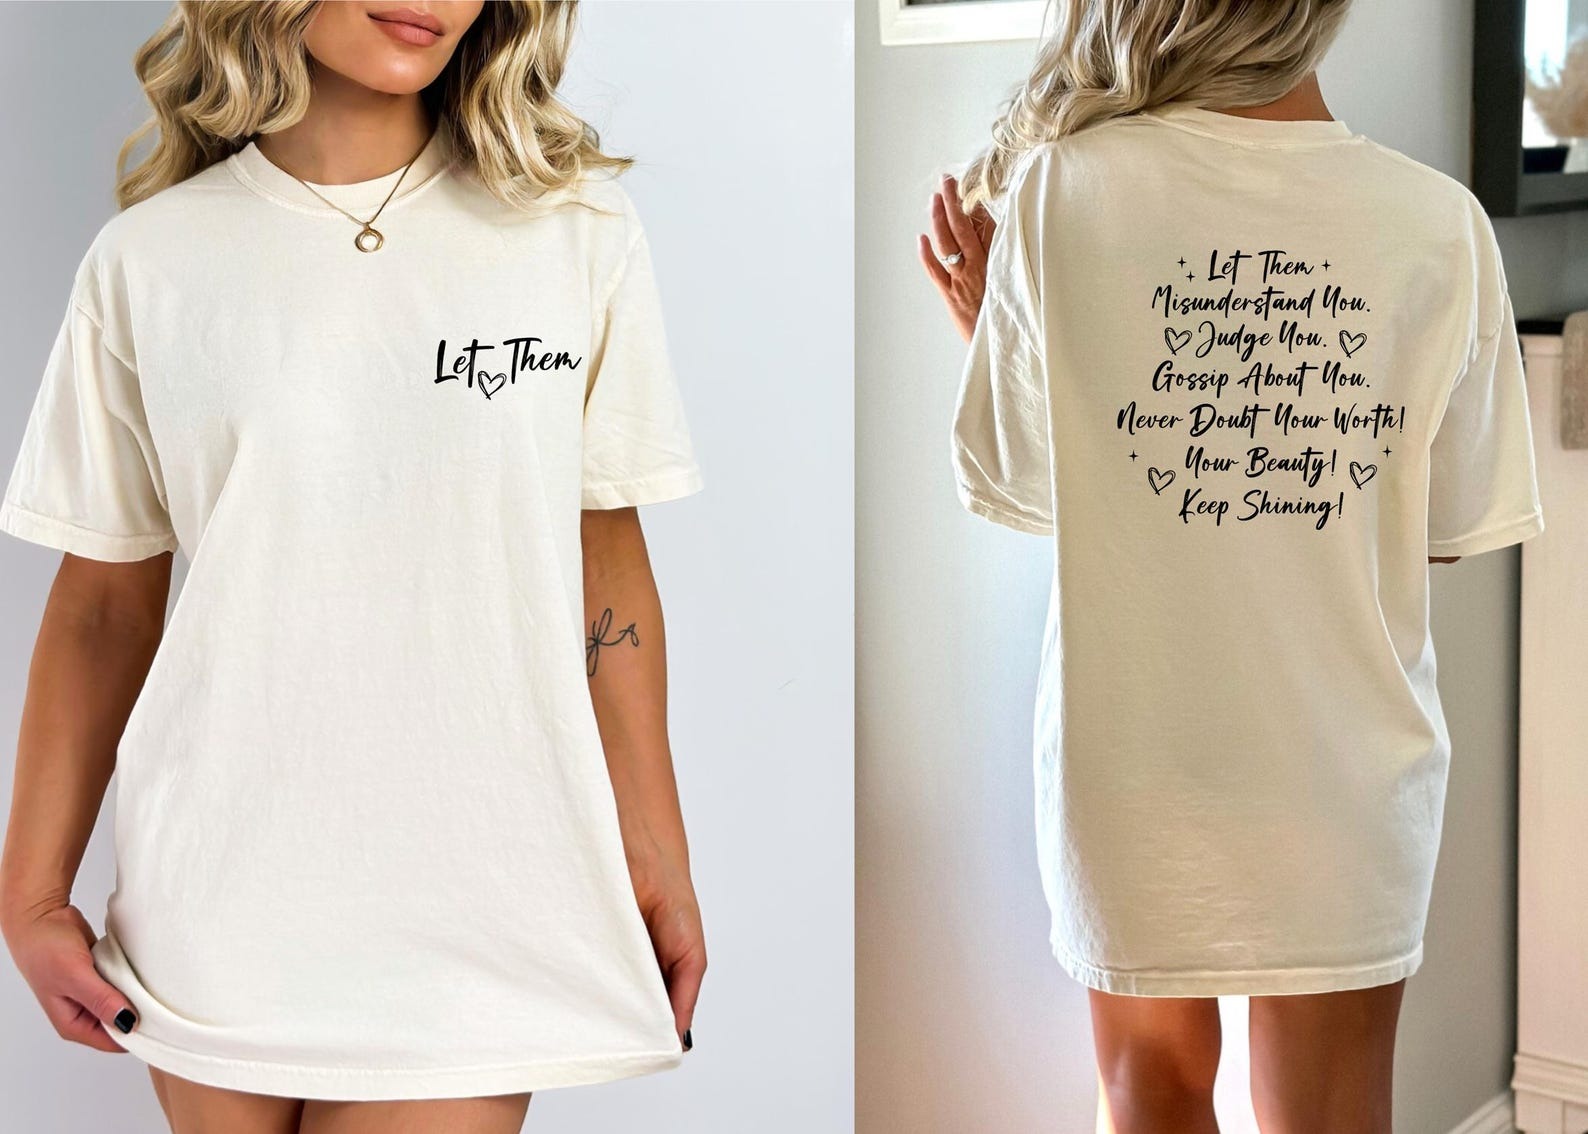 Let Them
Let Them
Misunderstand You.
Judge You.
Gossip About You.
Never Doubt Your Worth!
Your Beauty!
Keep Shining!